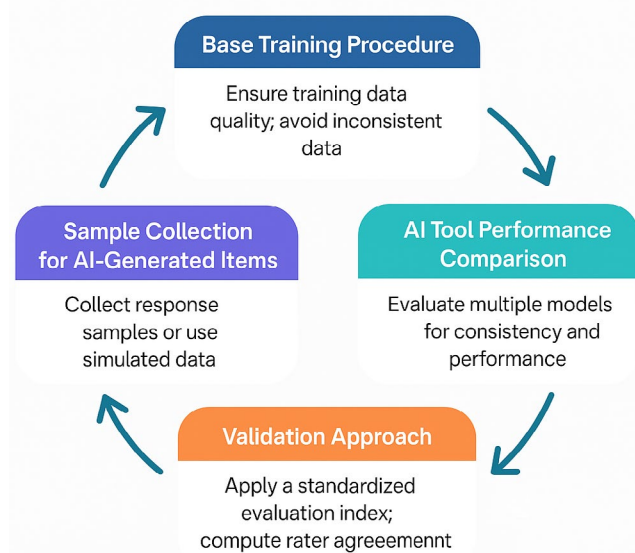 Base Training Procedure
Ensure training data
quality; avoid inconsistent
data
AI Tool Performance
Comparison
Evaluate multiple models
for consistency and
performance
Validation Approach
Apply a standardized
evaluation index;
compute rater agreeemennt
Sample Collection
for AI-Generated Items
Collect response
samples or use
simulated data